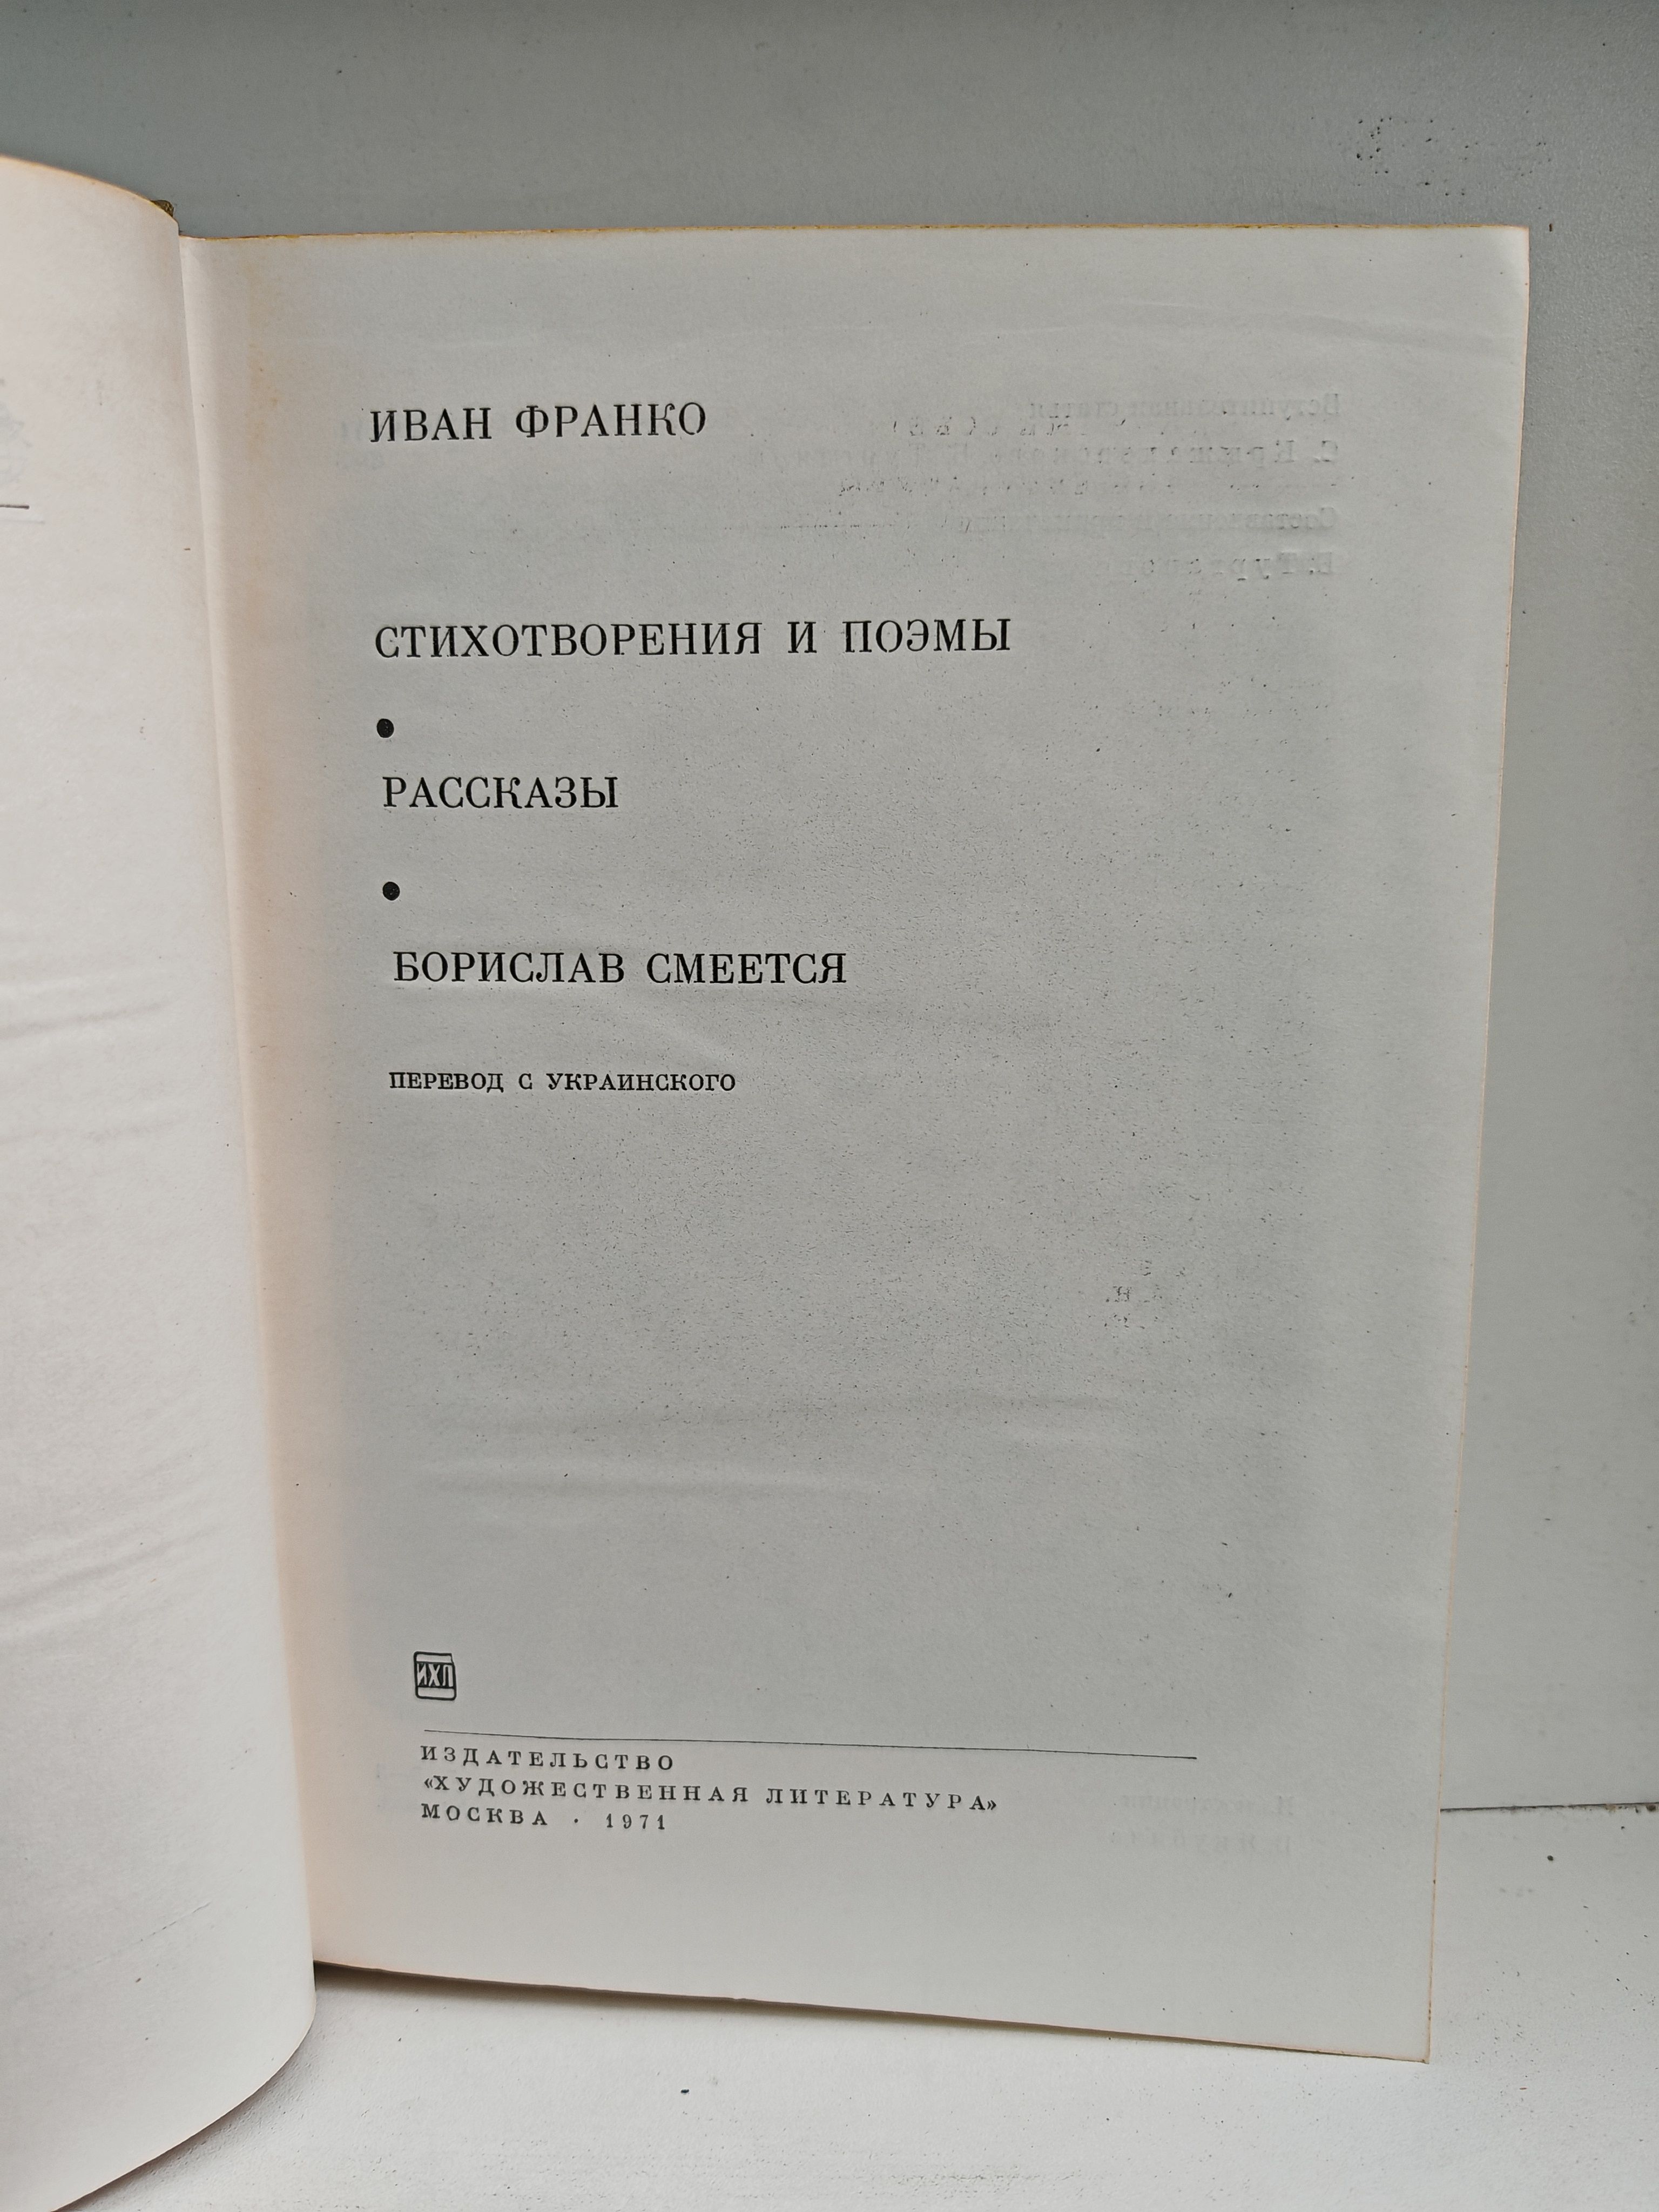 ИВАН ФРАНКО
СТИХОТВОРЕНИЯ И ПОЭМЫ
•
РАССКАЗЫ
•
БОРИСЛАВ СМЕЕТСЯ
ПЕРЕВОД С УКРАИНСКОГО
ИХЛ
ИЗДАТЕЛЬСТВО
«ХУДОЖЕСТВЕННАЯ ЛИТЕРАТУРА»
МОСКВА · 1971